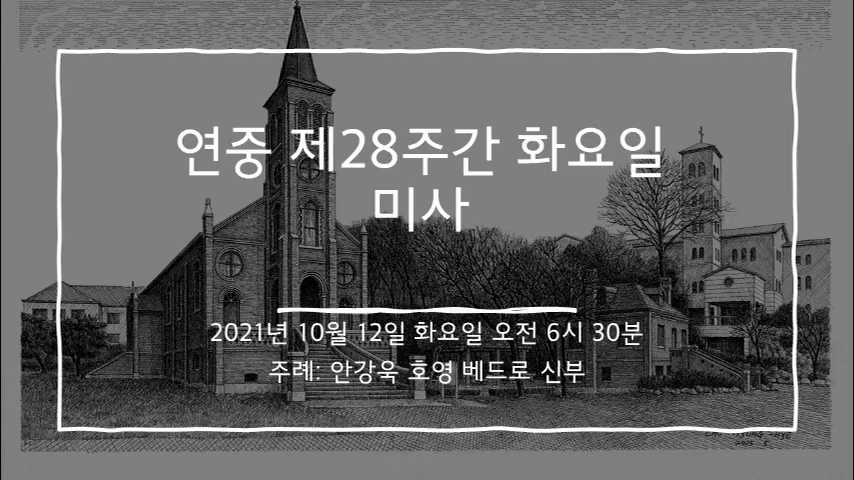 연중 제28주간 화요일
미사
2021년 10월 12일 화요일 오전 6시 30분
주례: 안강욱 호영 베드로 신부